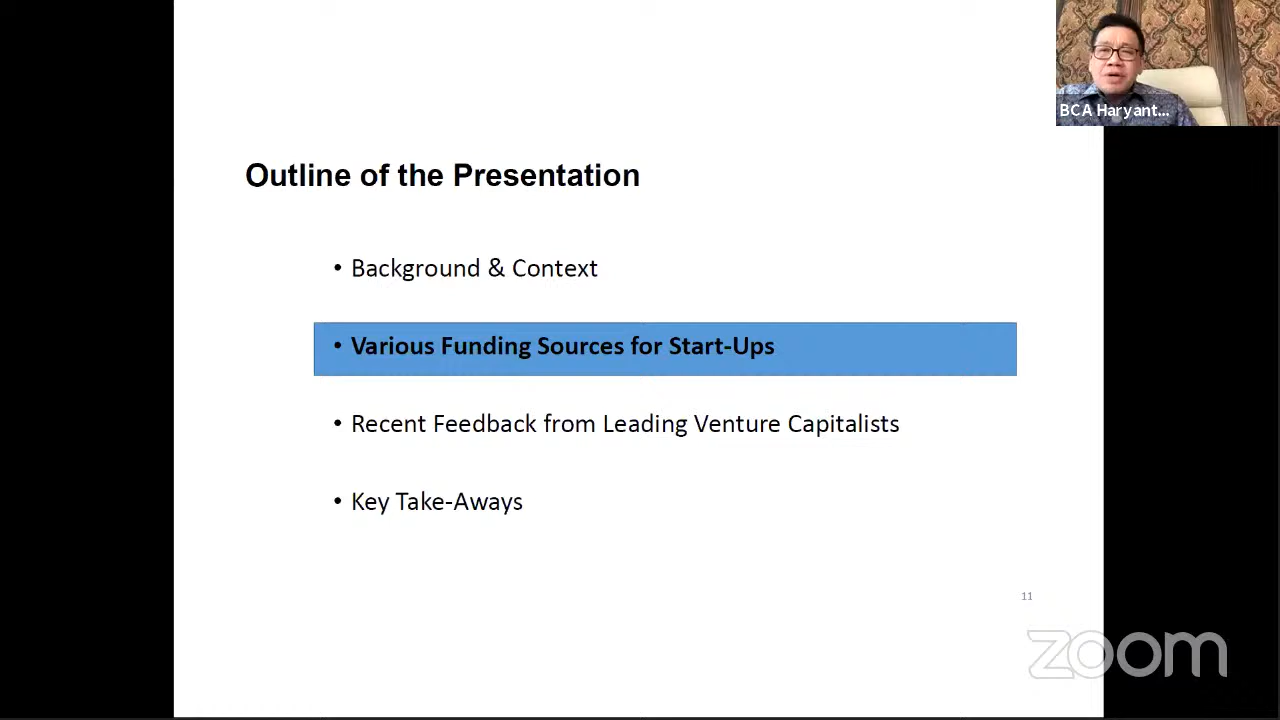 BCA Haryant...
Outline of the Presentation
• Background & Context
• Various Funding Sources for Start-Ups
• Recent Feedback from Leading Venture Capitalists
• Key Take-Aways
11
zoom